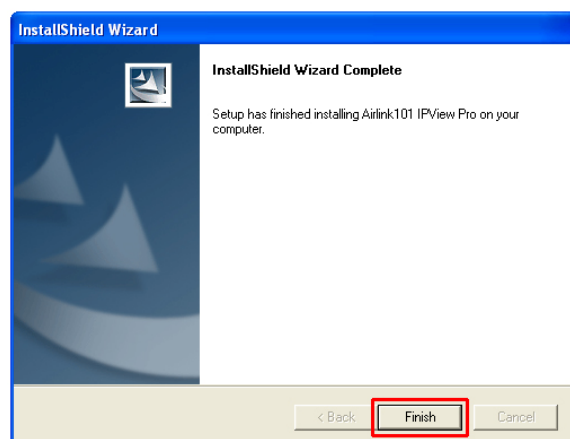 InstallShield Wizard
InstallShield Wizard Complete
Setup has finished installing Airlink101 IPView Pro on your
computer.
< Back
Finish
Cancel